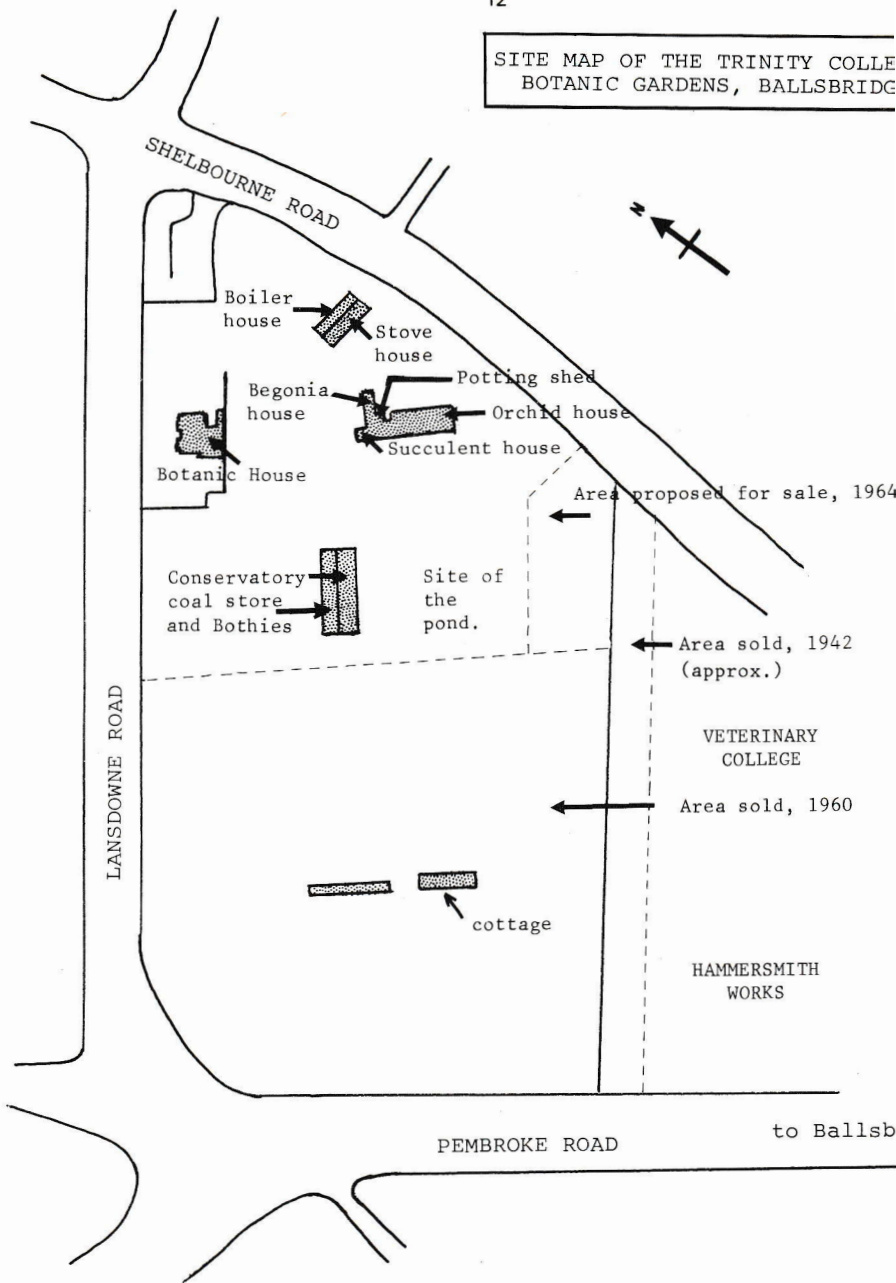 12
SITE MAP OF THE TRINITY COLLE
BOTANIC GARDENS, BALLSBRIDG
SHELBOURNE ROAD
N
Boiler
house
Stove
house
Begonia
house
Potting shed
Orchid house
Succulent house
Botanic House
Area proposed for sale, 1964
Conservatory
coal store
and Bothies
Site of
the
pond.
Area sold, 1942
(approx.)
LANSDOWNE ROAD
VETERINARY
COLLEGE
Area sold, 1960
cottage
HAMMERSMITH
WORKS
PEMBROKE ROAD
to Ballsb